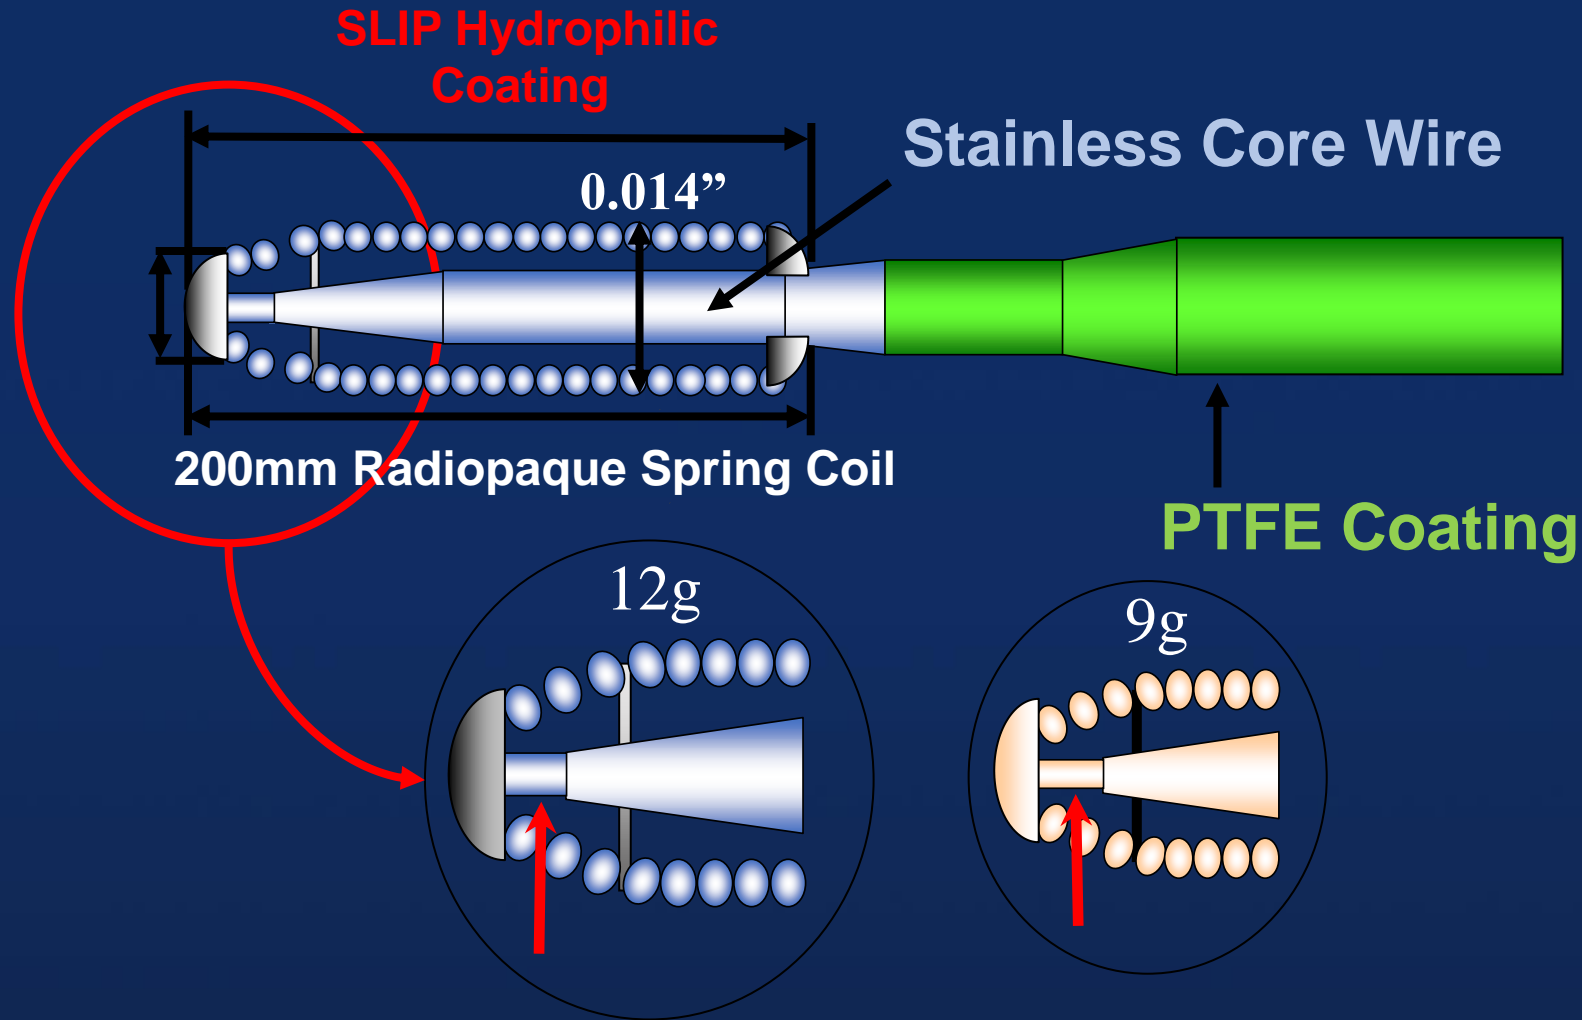 SLIP Hydrophilic
Coating
Stainless Core Wire
0.014”
200mm Radiopaque Spring Coil
PTFE Coating
12g
9g